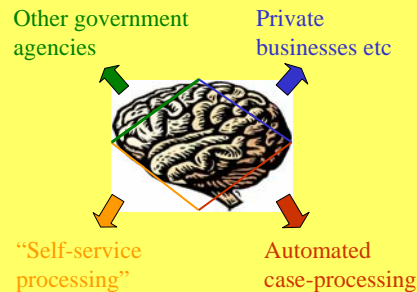 Other government
agencies
Private
businesses etc
“Self-service
processing”
Automated
case-processing